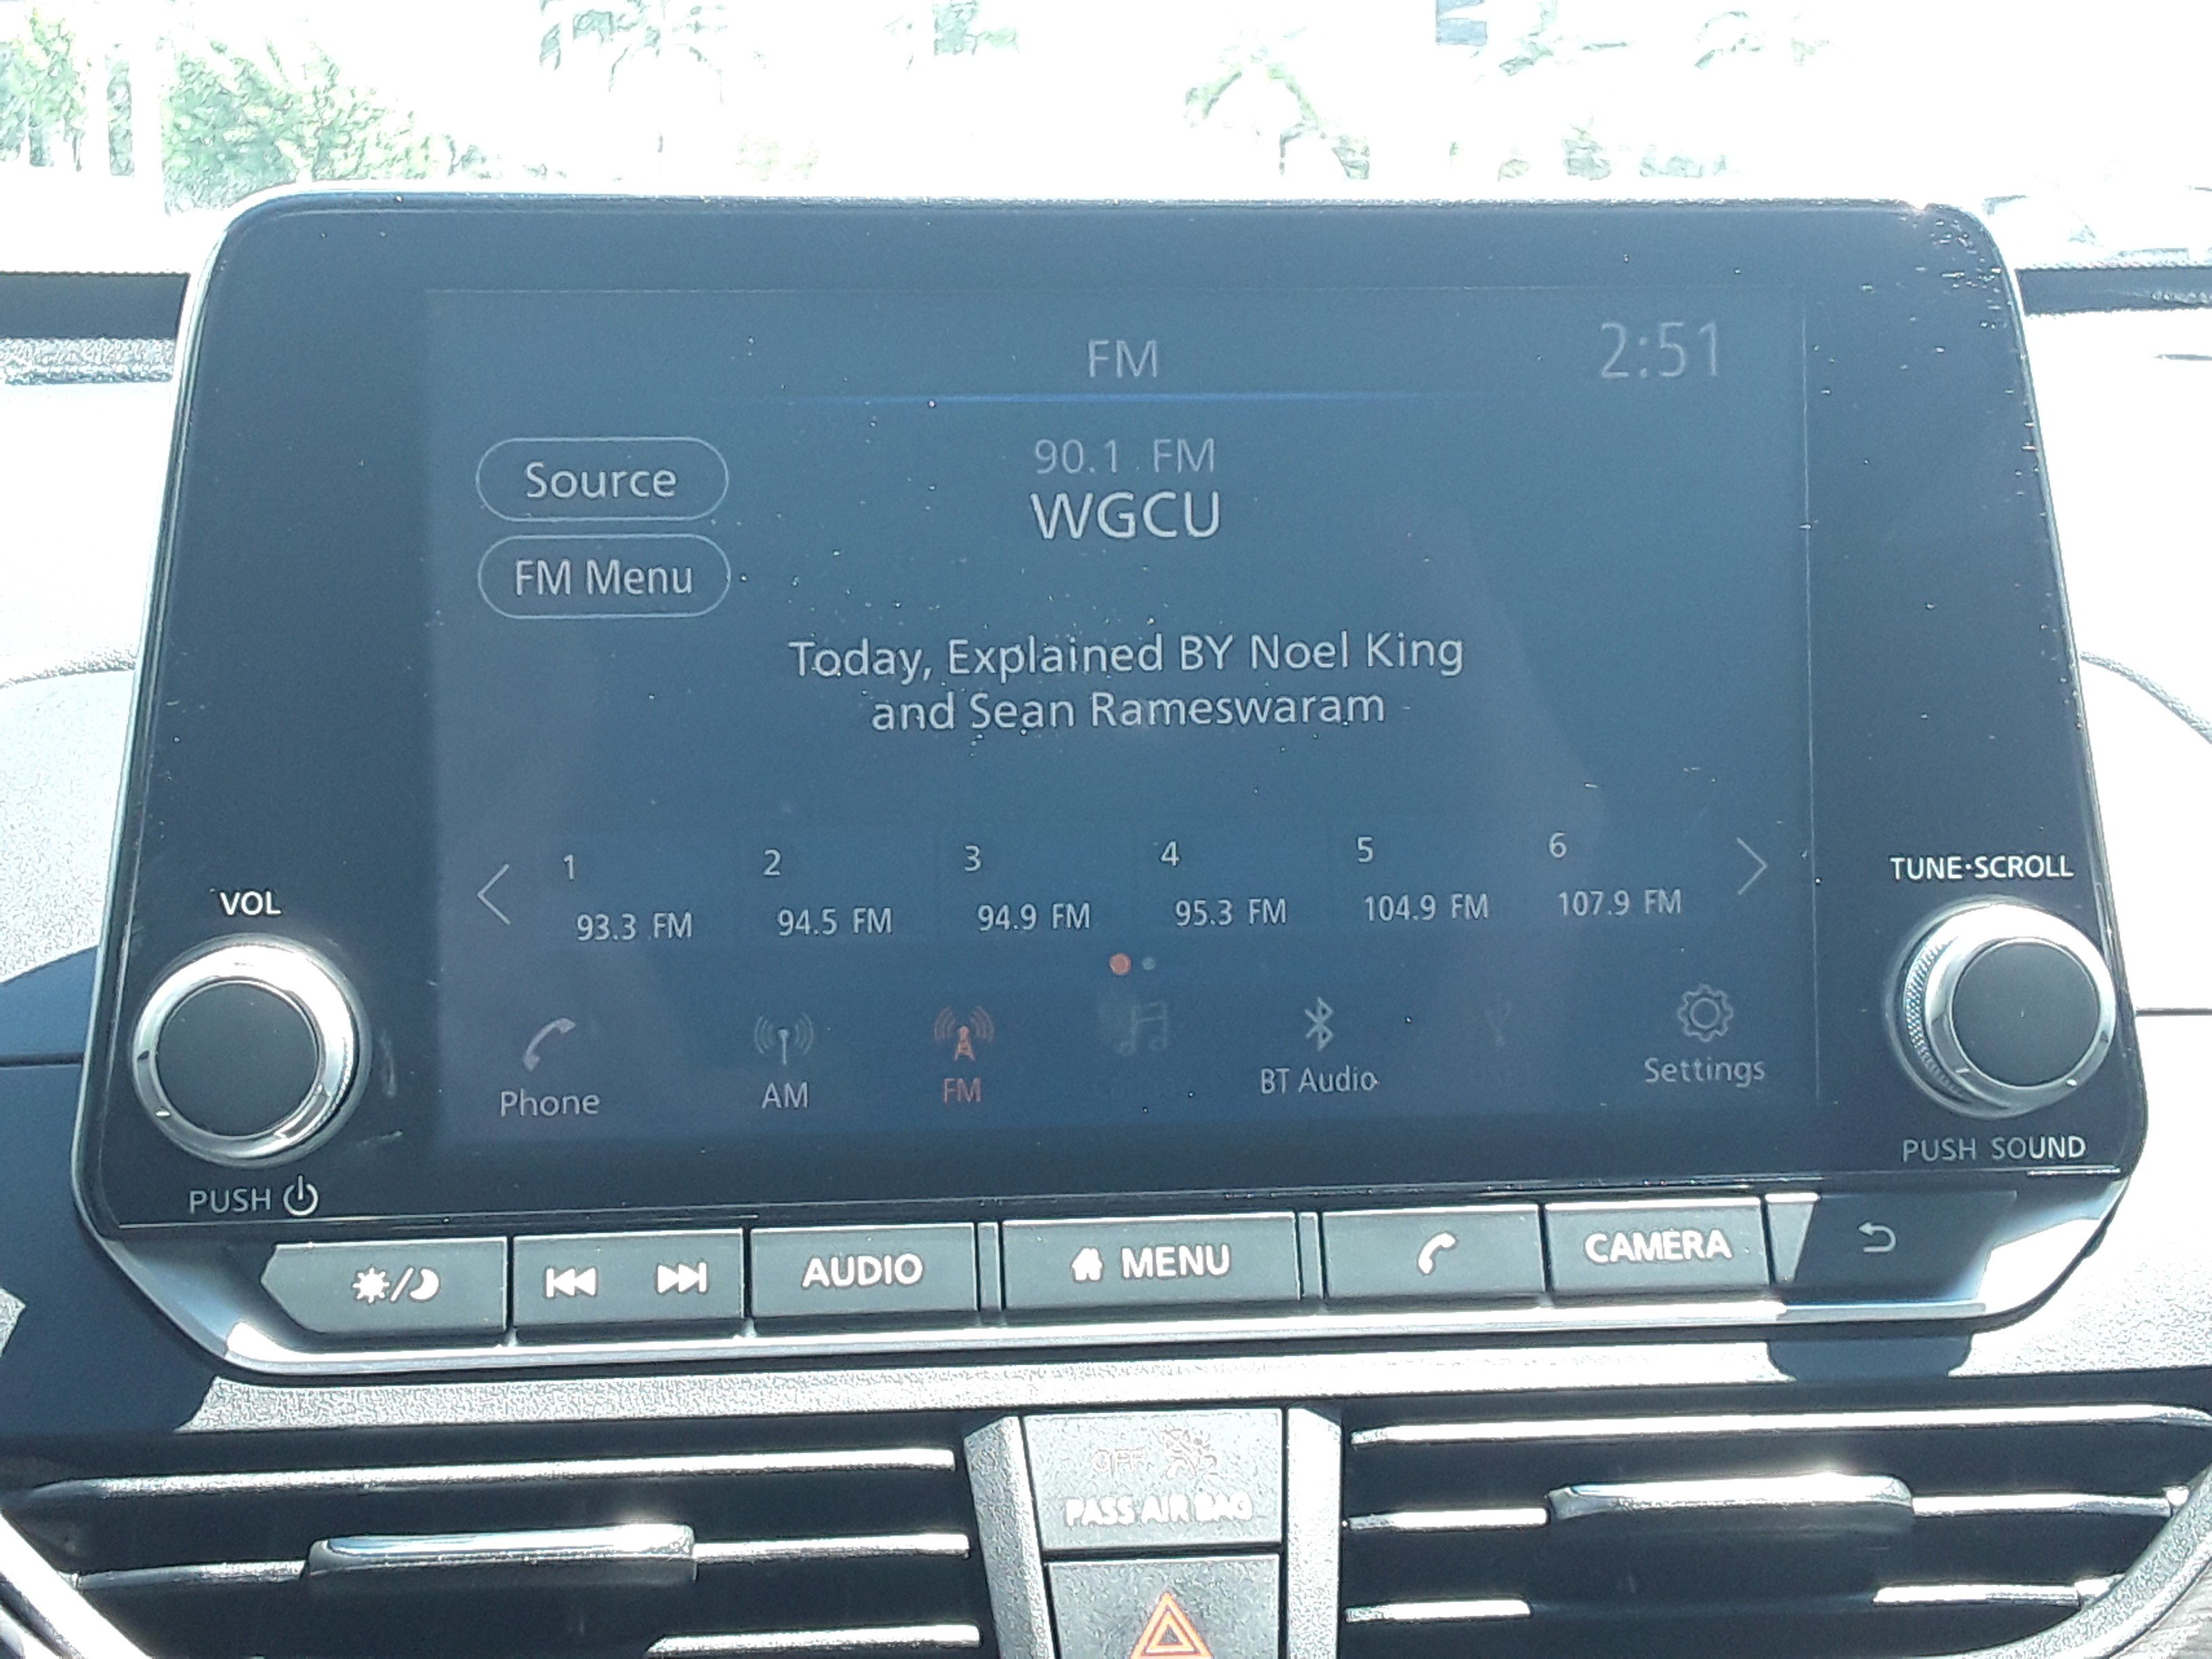 FM
2:51
Source
90.1 FM
WGCU
FM Menu
Today, Explained BY Noel King
and Sean Rameswaram
1
2
3
4
5
6
93.3 FM
94.5 FM
94.9 FM
95.3 FM
104.9 FM
107.9 FM
VOL
TUNE·SCROLL
Phone
AM
FM
BT Audio
Settings
PUSH
PUSH SOUND
AUDIO
MENU
CAMERA
OFF
PASS AIR BAG